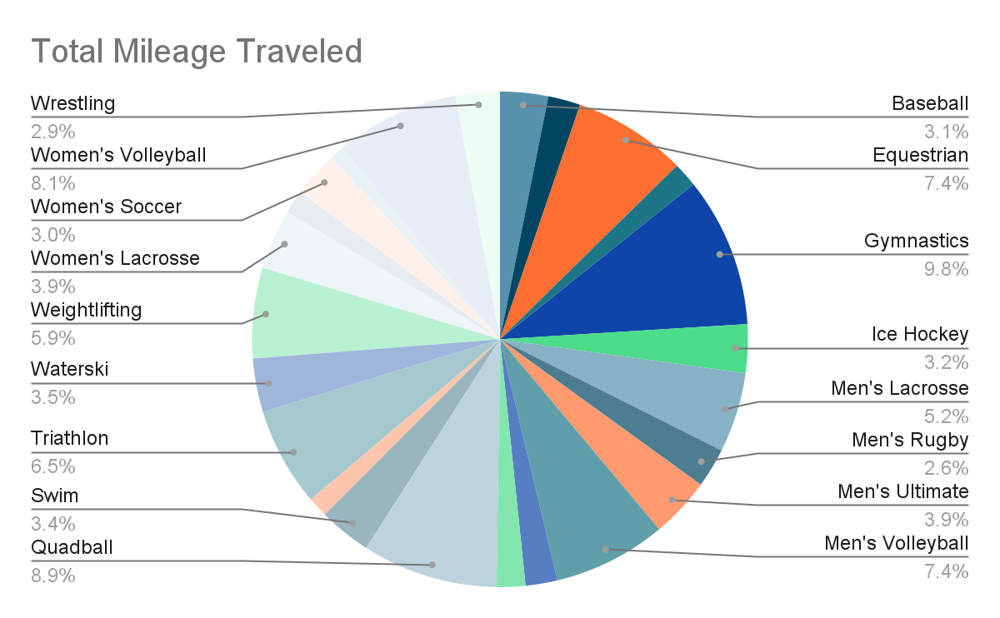 Total Mileage Traveled
Wrestling
2.9%
Women's Volleyball
8.1%
Women's Soccer
3.0%
Women's Lacrosse
3.9%
Weightlifting
5.9%
Waterski
3.5%
Triathlon
6.5%
Swim
3.4%
Quadball
8.9%
Baseball
3.1%
Equestrian
7.4%
Gymnastics
9.8%
Ice Hockey
3.2%
Men's Lacrosse
5.2%
Men's Rugby
2.6%
Men's Ultimate
3.9%
Men's Volleyball
7.4%